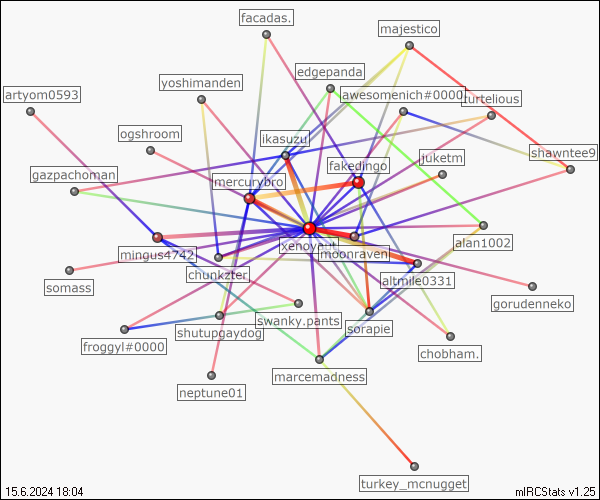 facadas.
majestico
edgepanda
yoshimanden
artyom0593
awesomenich#0000
turtelious
ogshroom
ikasuzu
fakedingo
juketm
shawntee9
gazpachoman
mercurybro
xenoyaut
moonraven
alan1002
mingus4742
chunkzter
altmile0331
somass
gorudenneko
swanky.pants
sorapie
shutupgaydog
froggyl#0000
chobham.
marcemadness
neptune01
turkey_mcnugget
15.6.2024 18:04
mIRCStats v1.25